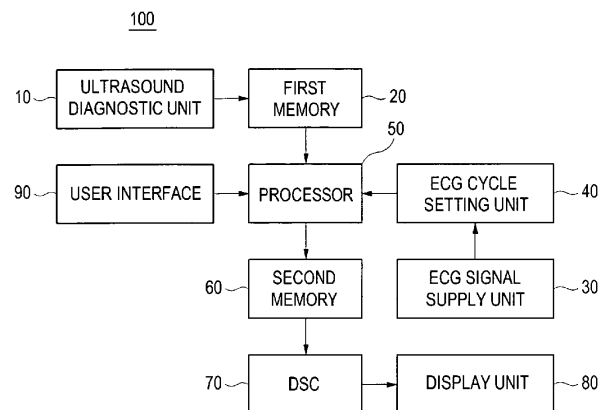 100
10
ULTRASOUND
DIAGNOSTIC UNIT
FIRST
MEMORY
20
50
90
USER INTERFACE
PROCESSOR
ECG CYCLE
SETTING UNIT
40
60
SECOND
MEMORY
ECG SIGNAL
SUPPLY UNIT
30
70
DSC
DISPLAY UNIT
80